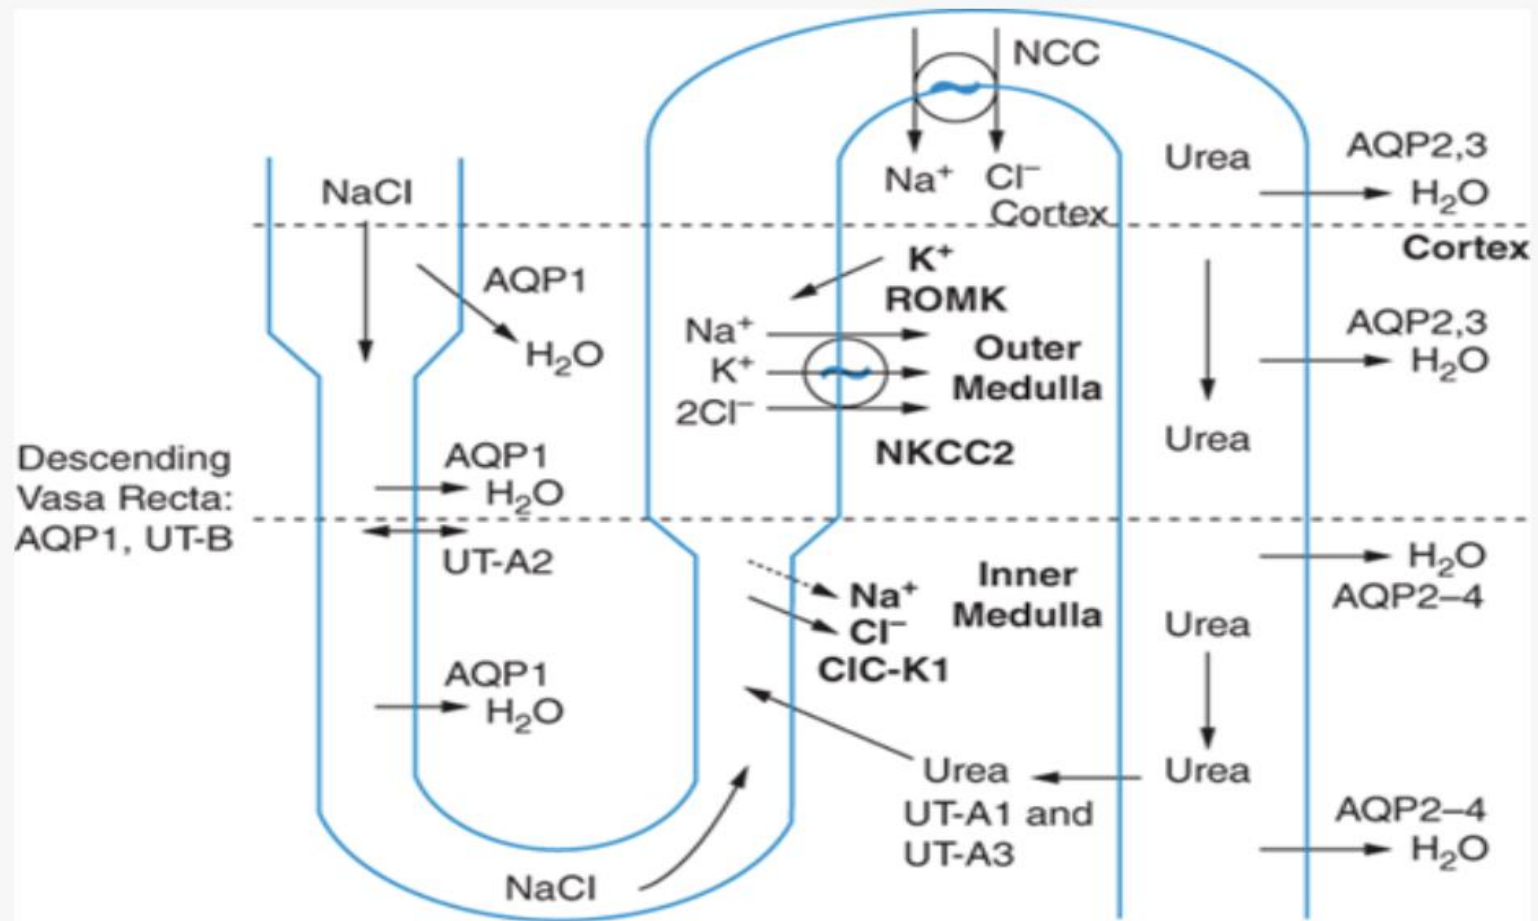 NCC
Na⁺ Cl⁻
Cortex
NaCl
AQP1
H₂O
Descending
Vasa Recta:
AQP1, UT-B
AQP1
H₂O
UT-A2
AQP1
H₂O
NaCl
K⁺
ROMK
Na⁺
K⁺
2Cl⁻
NKCC2
Outer
Medulla
Inner
Medulla
Na⁺
Cl⁻
ClC-K1
Urea
UT-A1 and
UT-A3
Urea
Urea
Urea
Urea
AQP2,3
H₂O
Cortex
AQP2,3
H₂O
H₂O
AQP2–4
AQP2–4
H₂O